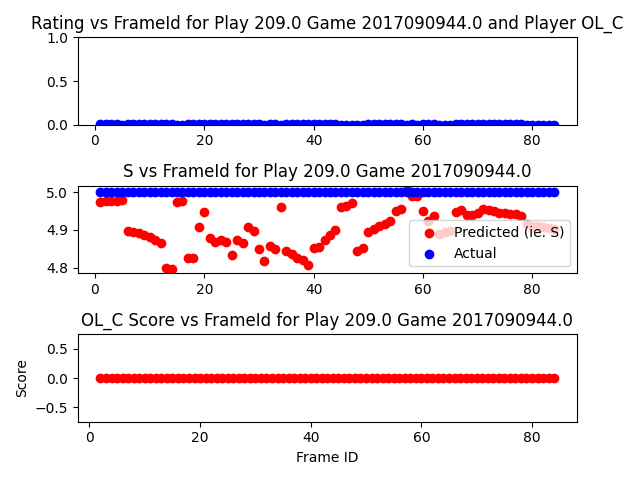 Rating vs FrameId for Play 209.0 Game 2017090944.0 and Player OL_C
1.0
0.5
0.0
0 20 40 60 80
S vs FrameId for Play 209.0 Game 2017090944.0
5.0
4.9
4.8
Predicted (ie. S)
Actual
0 20 40 60 80
OL_C Score vs FrameId for Play 209.0 Game 2017090944.0
Score
0.5
0.0
−0.5
0 20 40 60 80
Frame ID